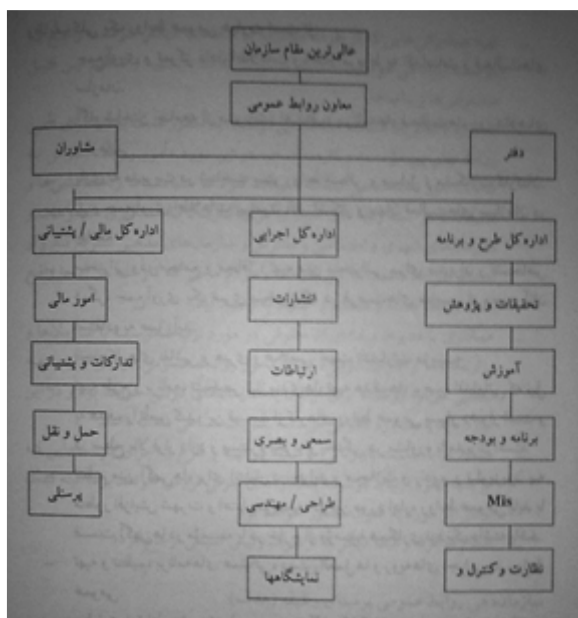 عالی‌ترین مقام سازمان
معاون روابط عمومی
دفتر
مشاوران
اداره کل طرح و برنامه
اداره کل اجرایی
اداره کل مالی / پشتیبانی
تحقیقات و پژوهش
انتشارات
امور مالی
آموزش
ارتباطات
تدارکات و پشتیبانی
برنامه و بودجه
سمعی و بصری
حمل و نقل
Mis
طراحی / مهندسی
پرسنلی
نظارت و کنترل و
نمایشگاهها